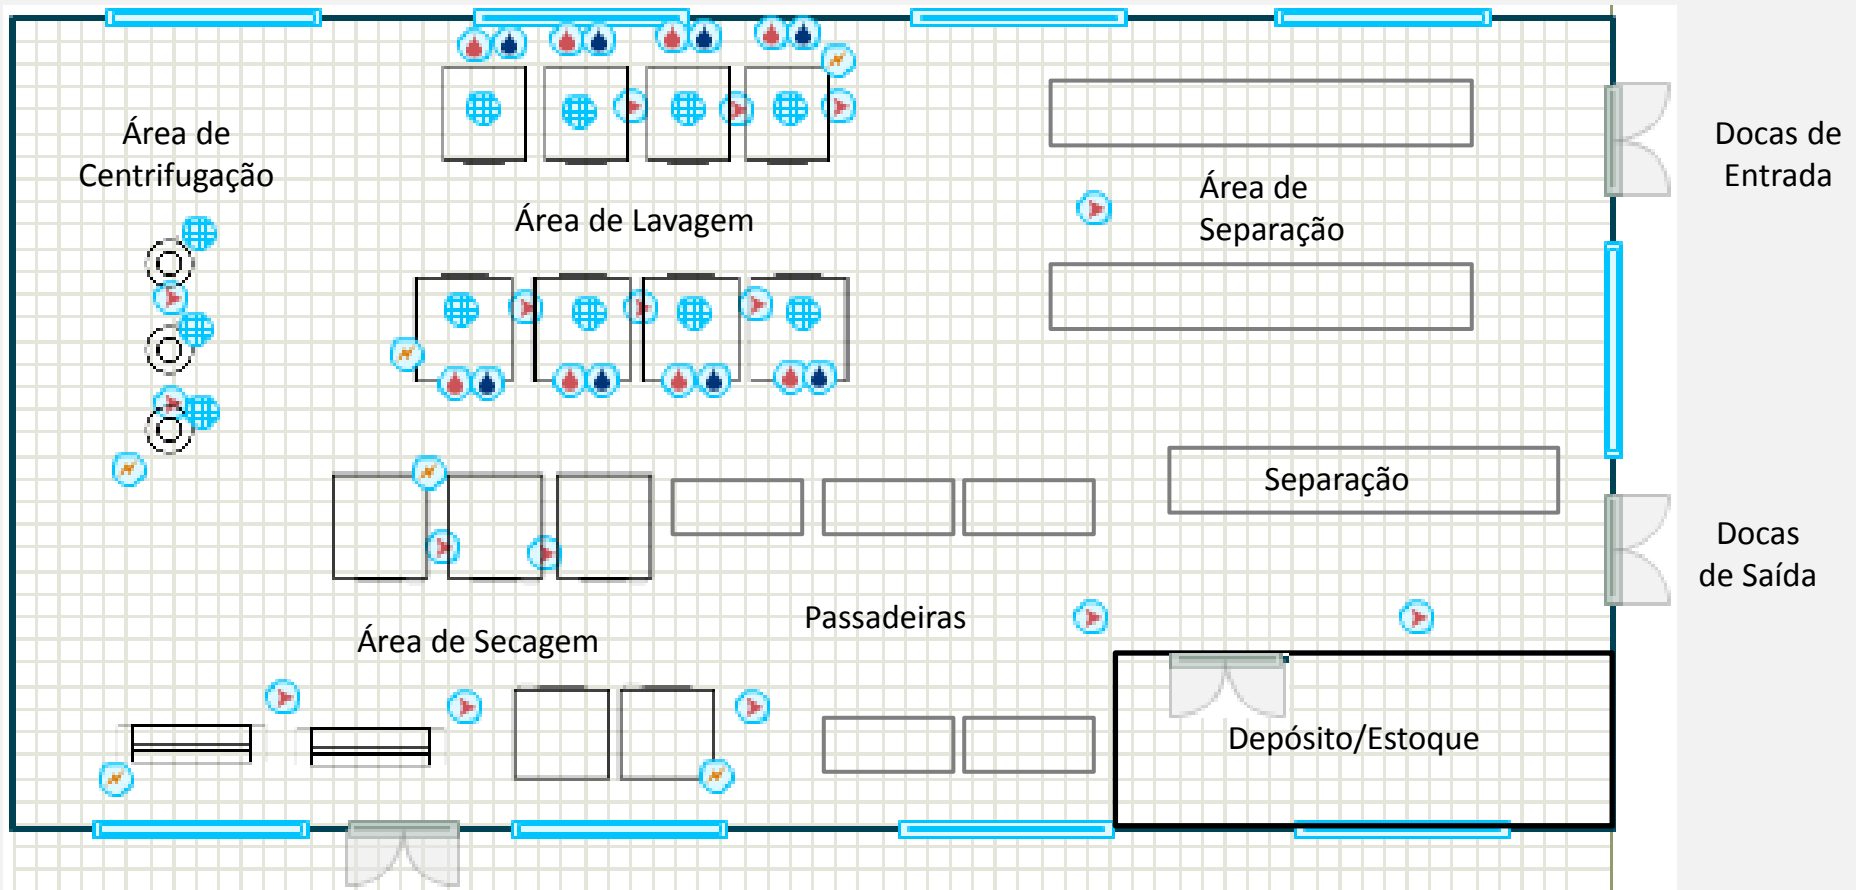 Área de
Centrifugação
Área de Lavagem
Área de
Separação
Docas de
Entrada
Separação
Docas
de Saída
Passadeiras
Área de Secagem
Depósito/Estoque